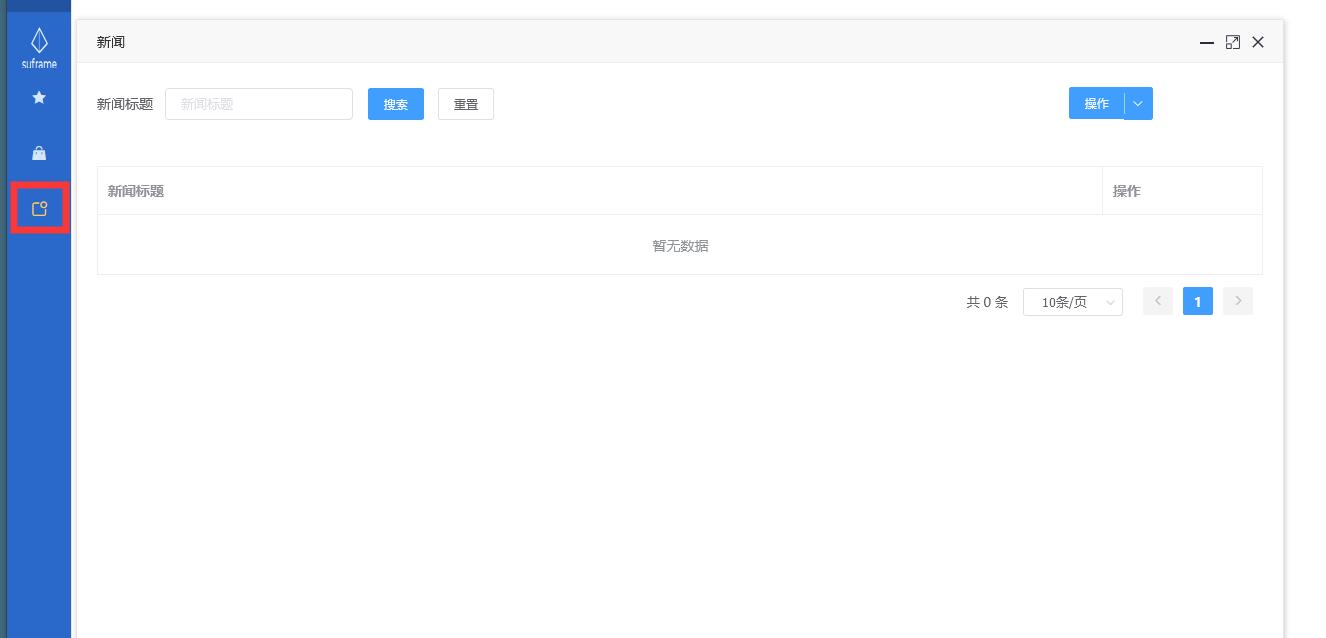 suframe
新闻
新闻标题 新闻标题 搜索 重置 操作
新闻标题 操作
暂无数据
共 0 条 10条/页 1